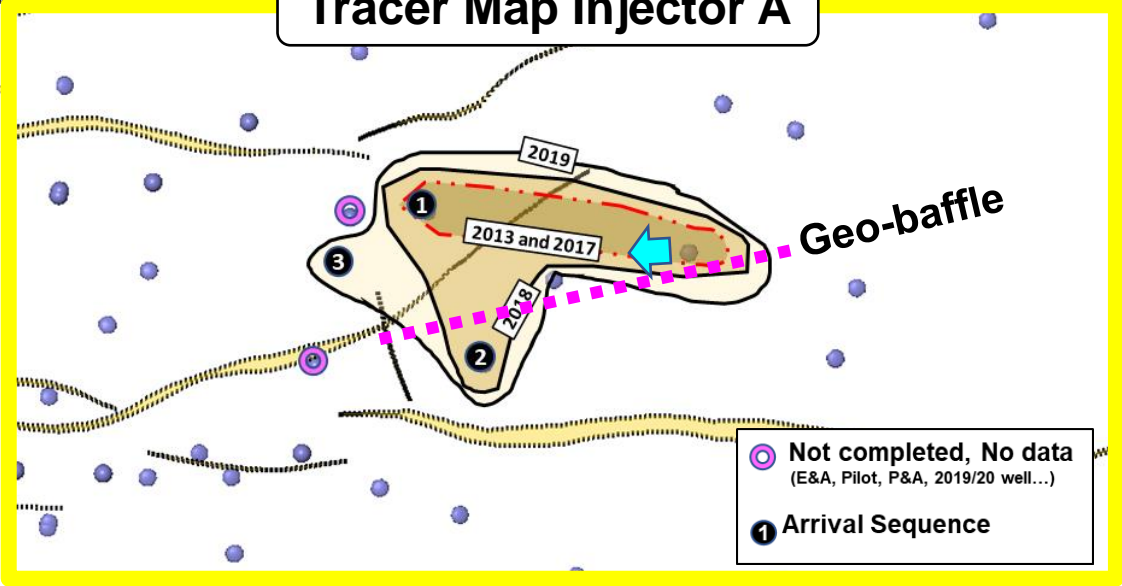 Tracer Map Injector A
2019
1
2013 and 2017
Geo-baffle
3
2018
2
Not completed, No data
(E&A, Pilot, P&A, 2019/20 well...)
1 Arrival Sequence